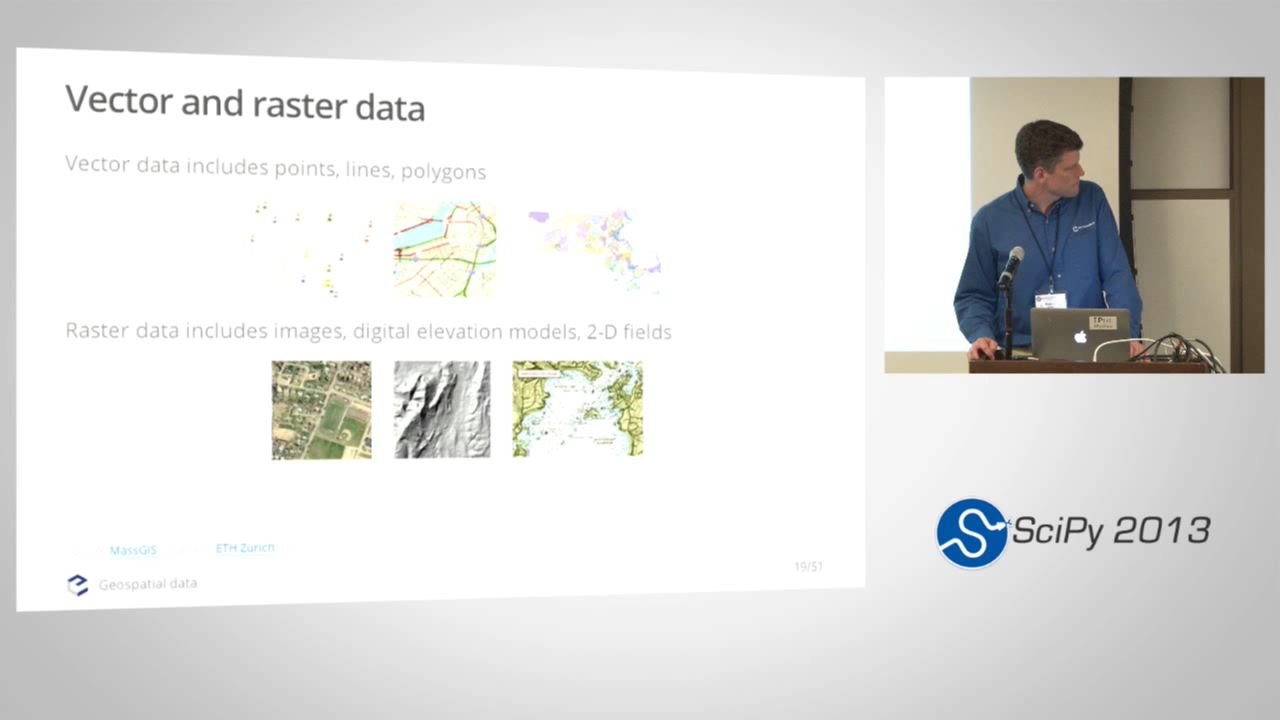 Vector and raster data
Vector data includes points, lines, polygons
Raster data includes images, digital elevation models, 2-D fields
MassGIS
ETH Zurich
Geospatial data
19/51
SciPy 2013